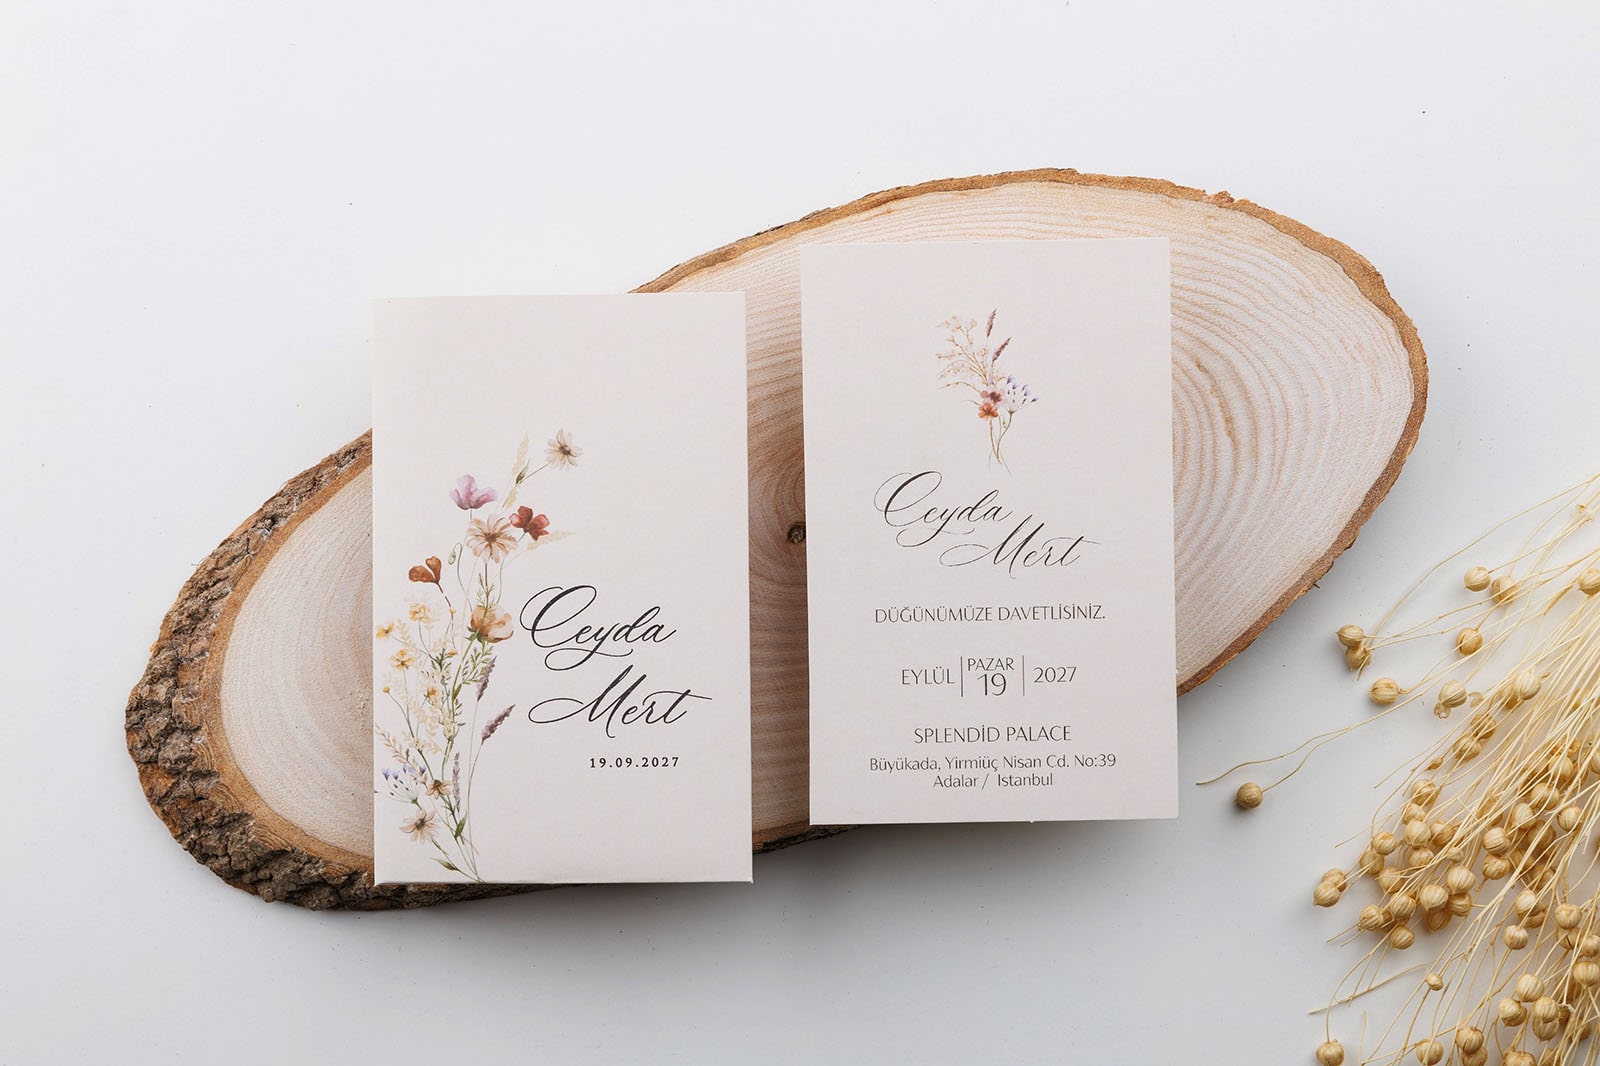 Ceyda
Mert
19.09.2027
Ceyda
Mert
DÜĞÜNÜMÜZE DAVETLİSİNİZ.
EYLÜL | PAZAR 19 | 2027
SPLENDİD PALACE
Büyükada, Yirmiüç Nisan Cd. No:39
Adalar / Istanbul